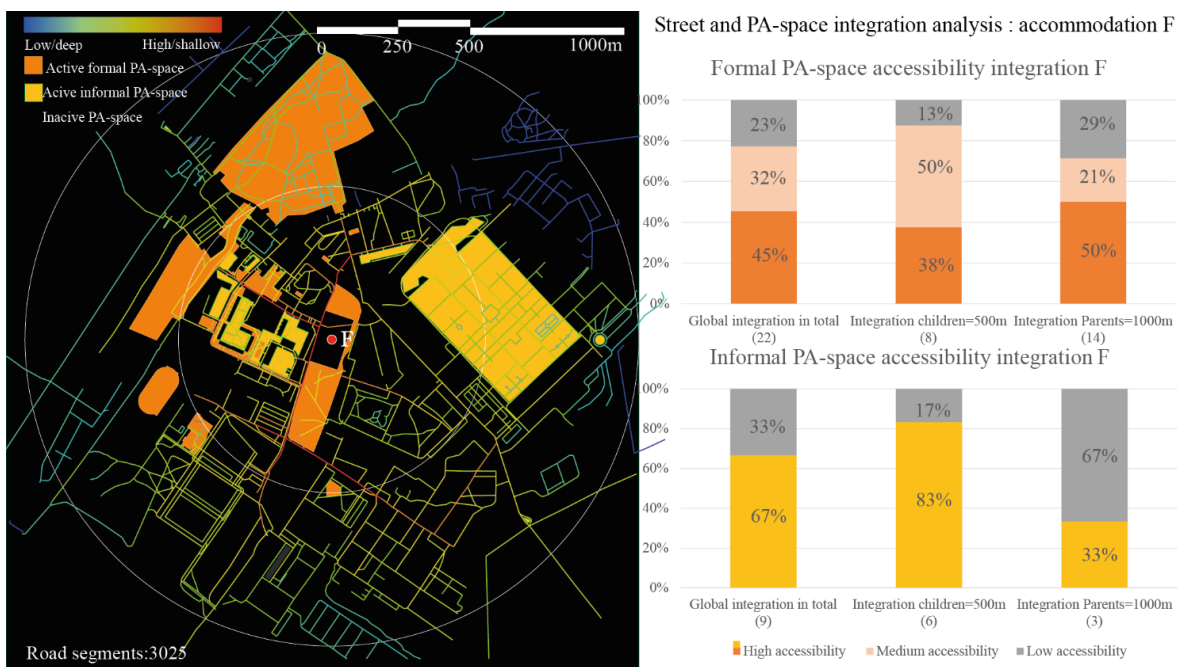 Low/deep High/shallow
0 250 500 1000m
Active formal PA-space
Acive informal PA-space
Inacive PA-space
F
Road segments:3025
Street and PA-space integration analysis : accommodation F
Formal PA-space accessibility integration F
100%
80%
60%
40%
20%
0%
23%
32%
45%
13%
50%
38%
29%
21%
50%
Global integration in total
(22)
Integration children=500m
(8)
Integration Parents=1000m
(14)
Informal PA-space accessibility integration F
100%
80%
60%
40%
20%
0%
33%
67%
17%
83%
67%
33%
Global integration in total
(9)
Integration children=500m
(6)
Integration Parents=1000m
(3)
High accessibility Medium accessibility Low accessibility